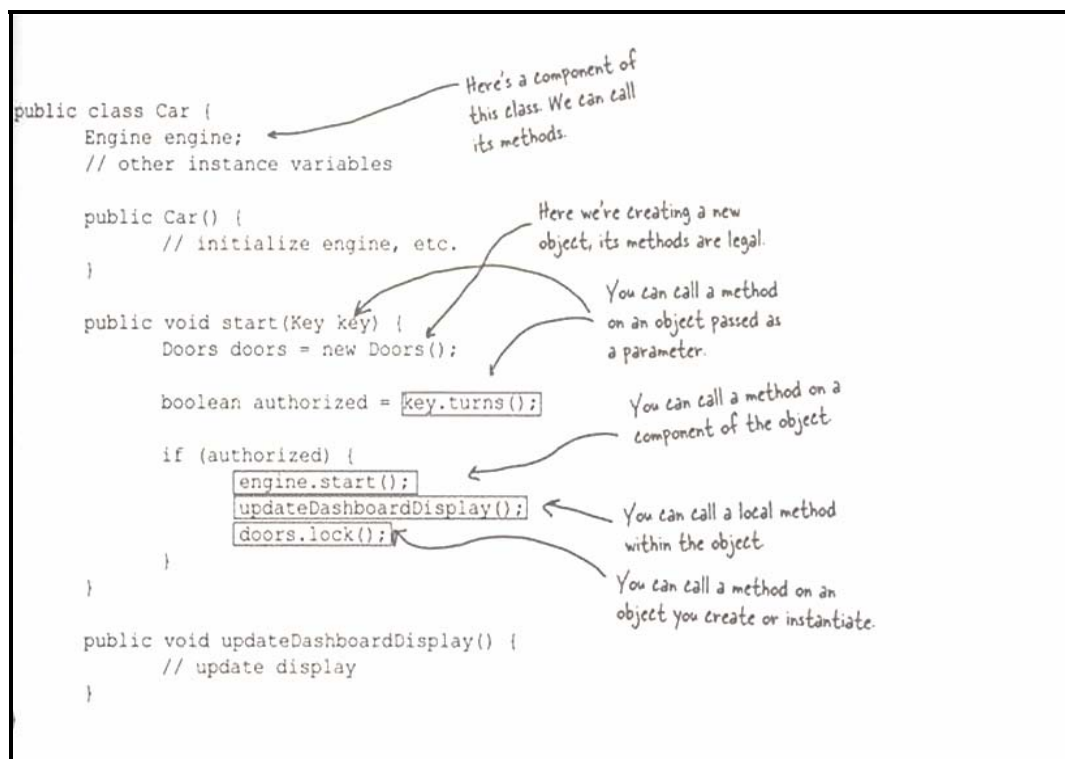 Here's a component of
this class. We can call
its methods.
public class Car {
Engine engine;
// other instance variables
public Car() {
// initialize engine, etc.
}
Here we're creating a new
object, its methods are legal.
You can call a method
on an object passed as
a parameter.
public void start(Key key) {
Doors doors = new Doors();
boolean authorized = key.turns();
You can call a method on a
component of the object
if (authorized) {
engine.start();
updateDashboardDisplay();
doors.lock();
}
}
You can call a local method
within the object
You can call a method on an
object you create or instantiate.
public void updateDashboardDisplay() {
// update display
}
}